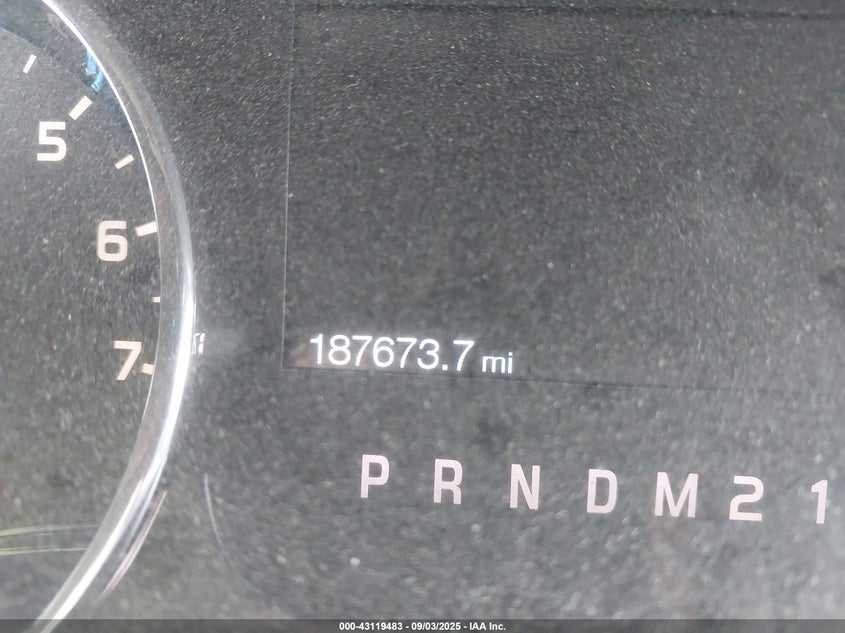 5
6
7
187673.7 mi
P R N D M 2 1
000-43119483 - 09/03/2025 - IAA Inc.